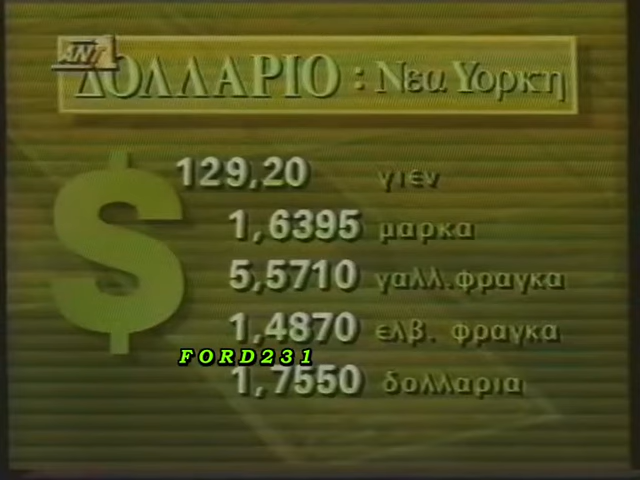 ANT1
ΔΟΛΛΑΡΙΟ : Νεα Υορκη
129,20 γιεν
1,6395 μαρκα
5,5710 γαλλ.φραγκα
1,4870 ελβ. φραγκα
FORD231
1,7550 δολλαρια